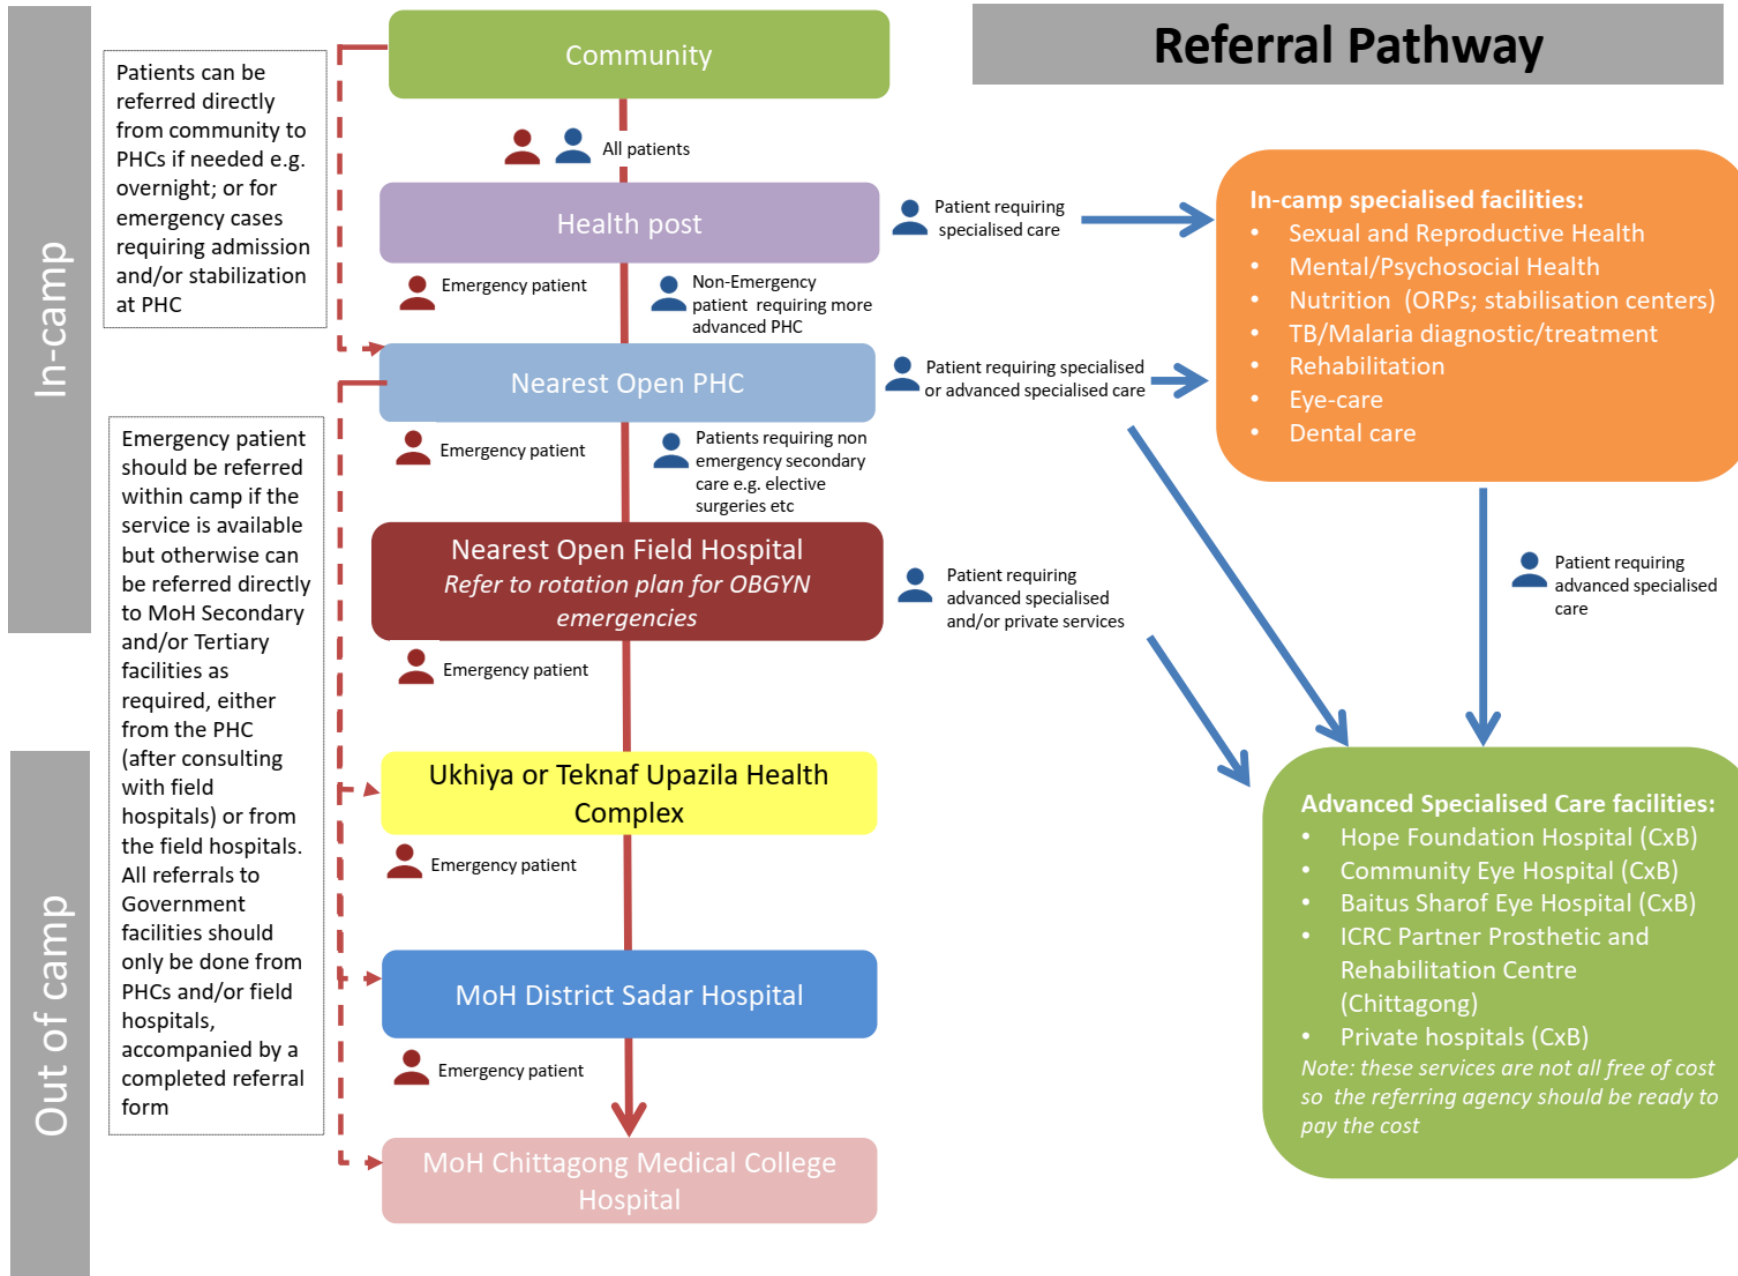 Referral Pathway
In-camp
Out of camp
Patients can be
referred directly
from community to
PHCs if needed e.g.
overnight; or for
emergency cases
requiring admission
and/or stabilization
at PHC
Emergency patient
should be referred
within camp if the
service is available
but otherwise can
be referred directly
to MoH Secondary
and/or Tertiary
facilities as
required, either
from the PHC
(after consulting
with field
hospitals) or from
the field hospitals.
All referrals to
Government
facilities should
only be done from
PHCs and/or field
hospitals,
accompanied by a
completed referral
form
Community
All patients
Health post
Patient requiring
specialised care
Emergency patient
Non-Emergency
patient requiring more
advanced PHC
Nearest Open PHC
Patient requiring specialised
or advanced specialised care
Emergency patient
Patients requiring non
emergency secondary
care e.g. elective
surgeries etc
Nearest Open Field Hospital
Refer to rotation plan for OBGYN
emergencies
Patient requiring
advanced specialised
and/or private services
Emergency patient
Ukhiya or Teknaf Upazila Health
Complex
Emergency patient
MoH District Sadar Hospital
Emergency patient
MoH Chittagong Medical College
Hospital
In-camp specialised facilities:
• Sexual and Reproductive Health
• Mental/Psychosocial Health
• Nutrition (ORPs; stabilisation centers)
• TB/Malaria diagnostic/treatment
• Rehabilitation
• Eye-care
• Dental care
Patient requiring
advanced specialised
care
Advanced Specialised Care facilities:
• Hope Foundation Hospital (CxB)
• Community Eye Hospital (CxB)
• Baitus Sharof Eye Hospital (CxB)
• ICRC Partner Prosthetic and
Rehabilitation Centre
(Chittagong)
• Private hospitals (CxB)
Note: these services are not all free of cost
so the referring agency should be ready to
pay the cost